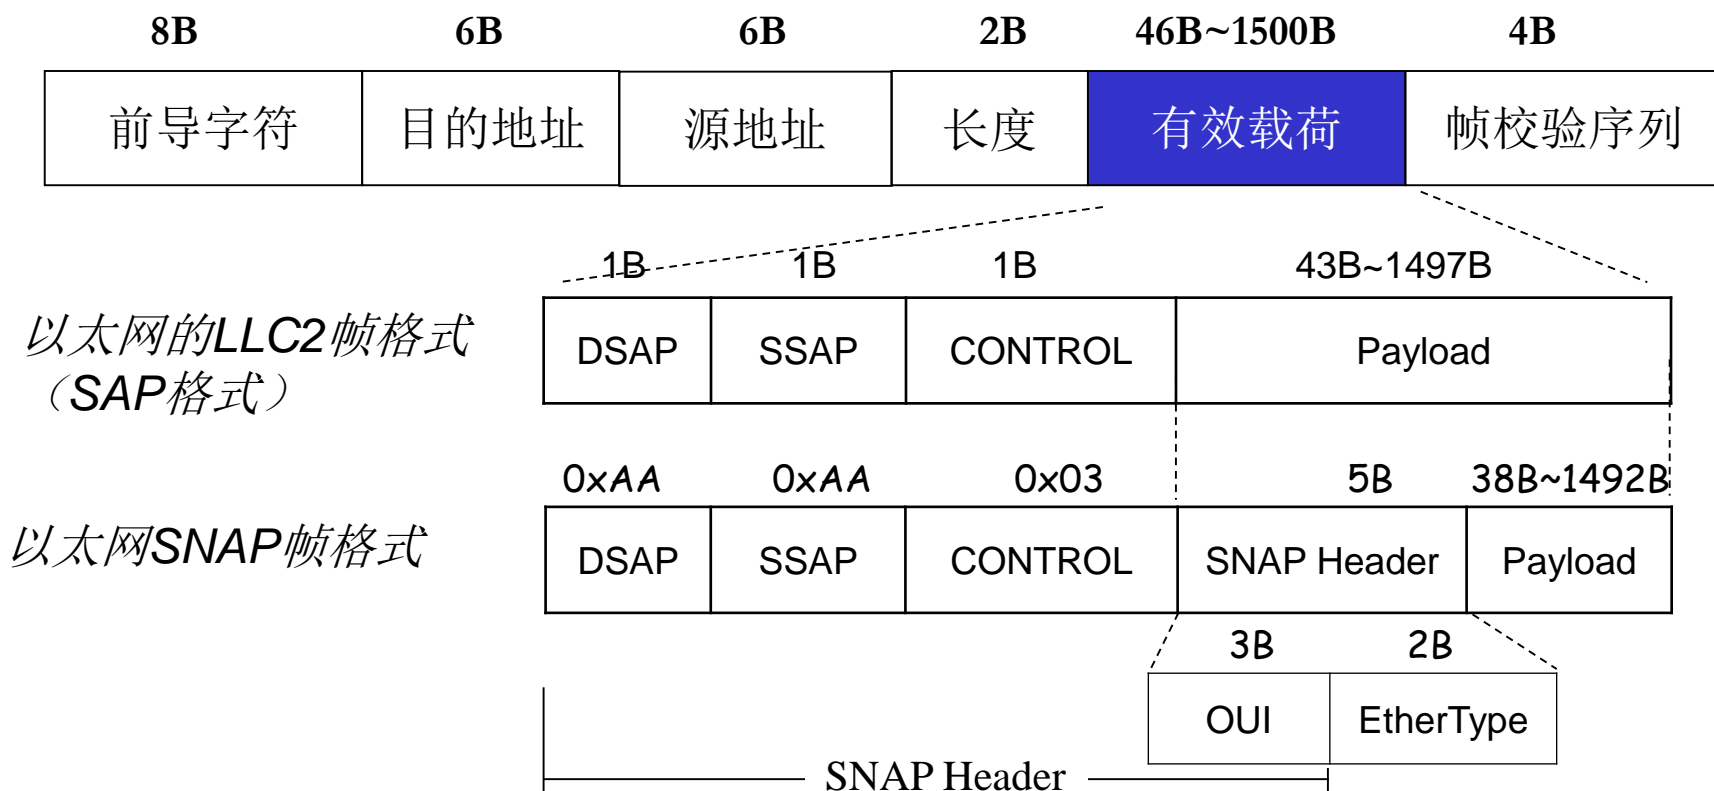 8B 6B 6B 2B 46B~1500B 4B
前导字符 目的地址 源地址 长度 有效载荷 帧校验序列
1B 1B 1B 43B~1497B
以太网的LLC2帧格式
（SAP格式）
DSAP SSAP CONTROL Payload
0xAA 0xAA 0x03 5B 38B~1492B
以太网SNAP帧格式
DSAP SSAP CONTROL SNAP Header Payload
3B 2B
OUI EtherType
SNAP Header